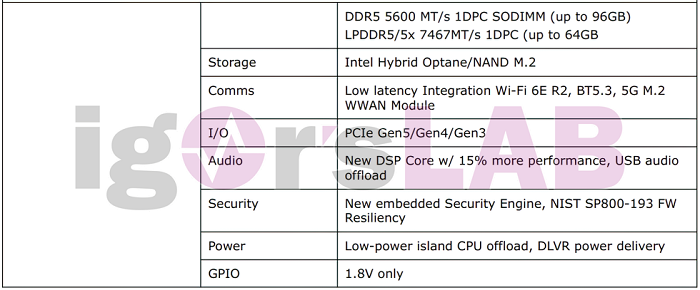 DDR5 5600 MT/s 1DPC SODIMM (up to 96GB)
LPDDR5/5x 7467MT/s 1DPC (up to 64GB
Storage
Intel Hybrid Optane/NAND M.2
Comms
Low latency Integration Wi-Fi 6E R2, BT5.3, 5G M.2
WWAN Module
I/O
PCIe Gen5/Gen4/Gen3
Audio
New DSP Core w/ 15% more performance, USB audio
offload
Security
New embedded Security Engine, NIST SP800-193 FW
Resiliency
Power
Low-power island CPU offload, DLVR power delivery
GPIO
1.8V only
igor'sLAB